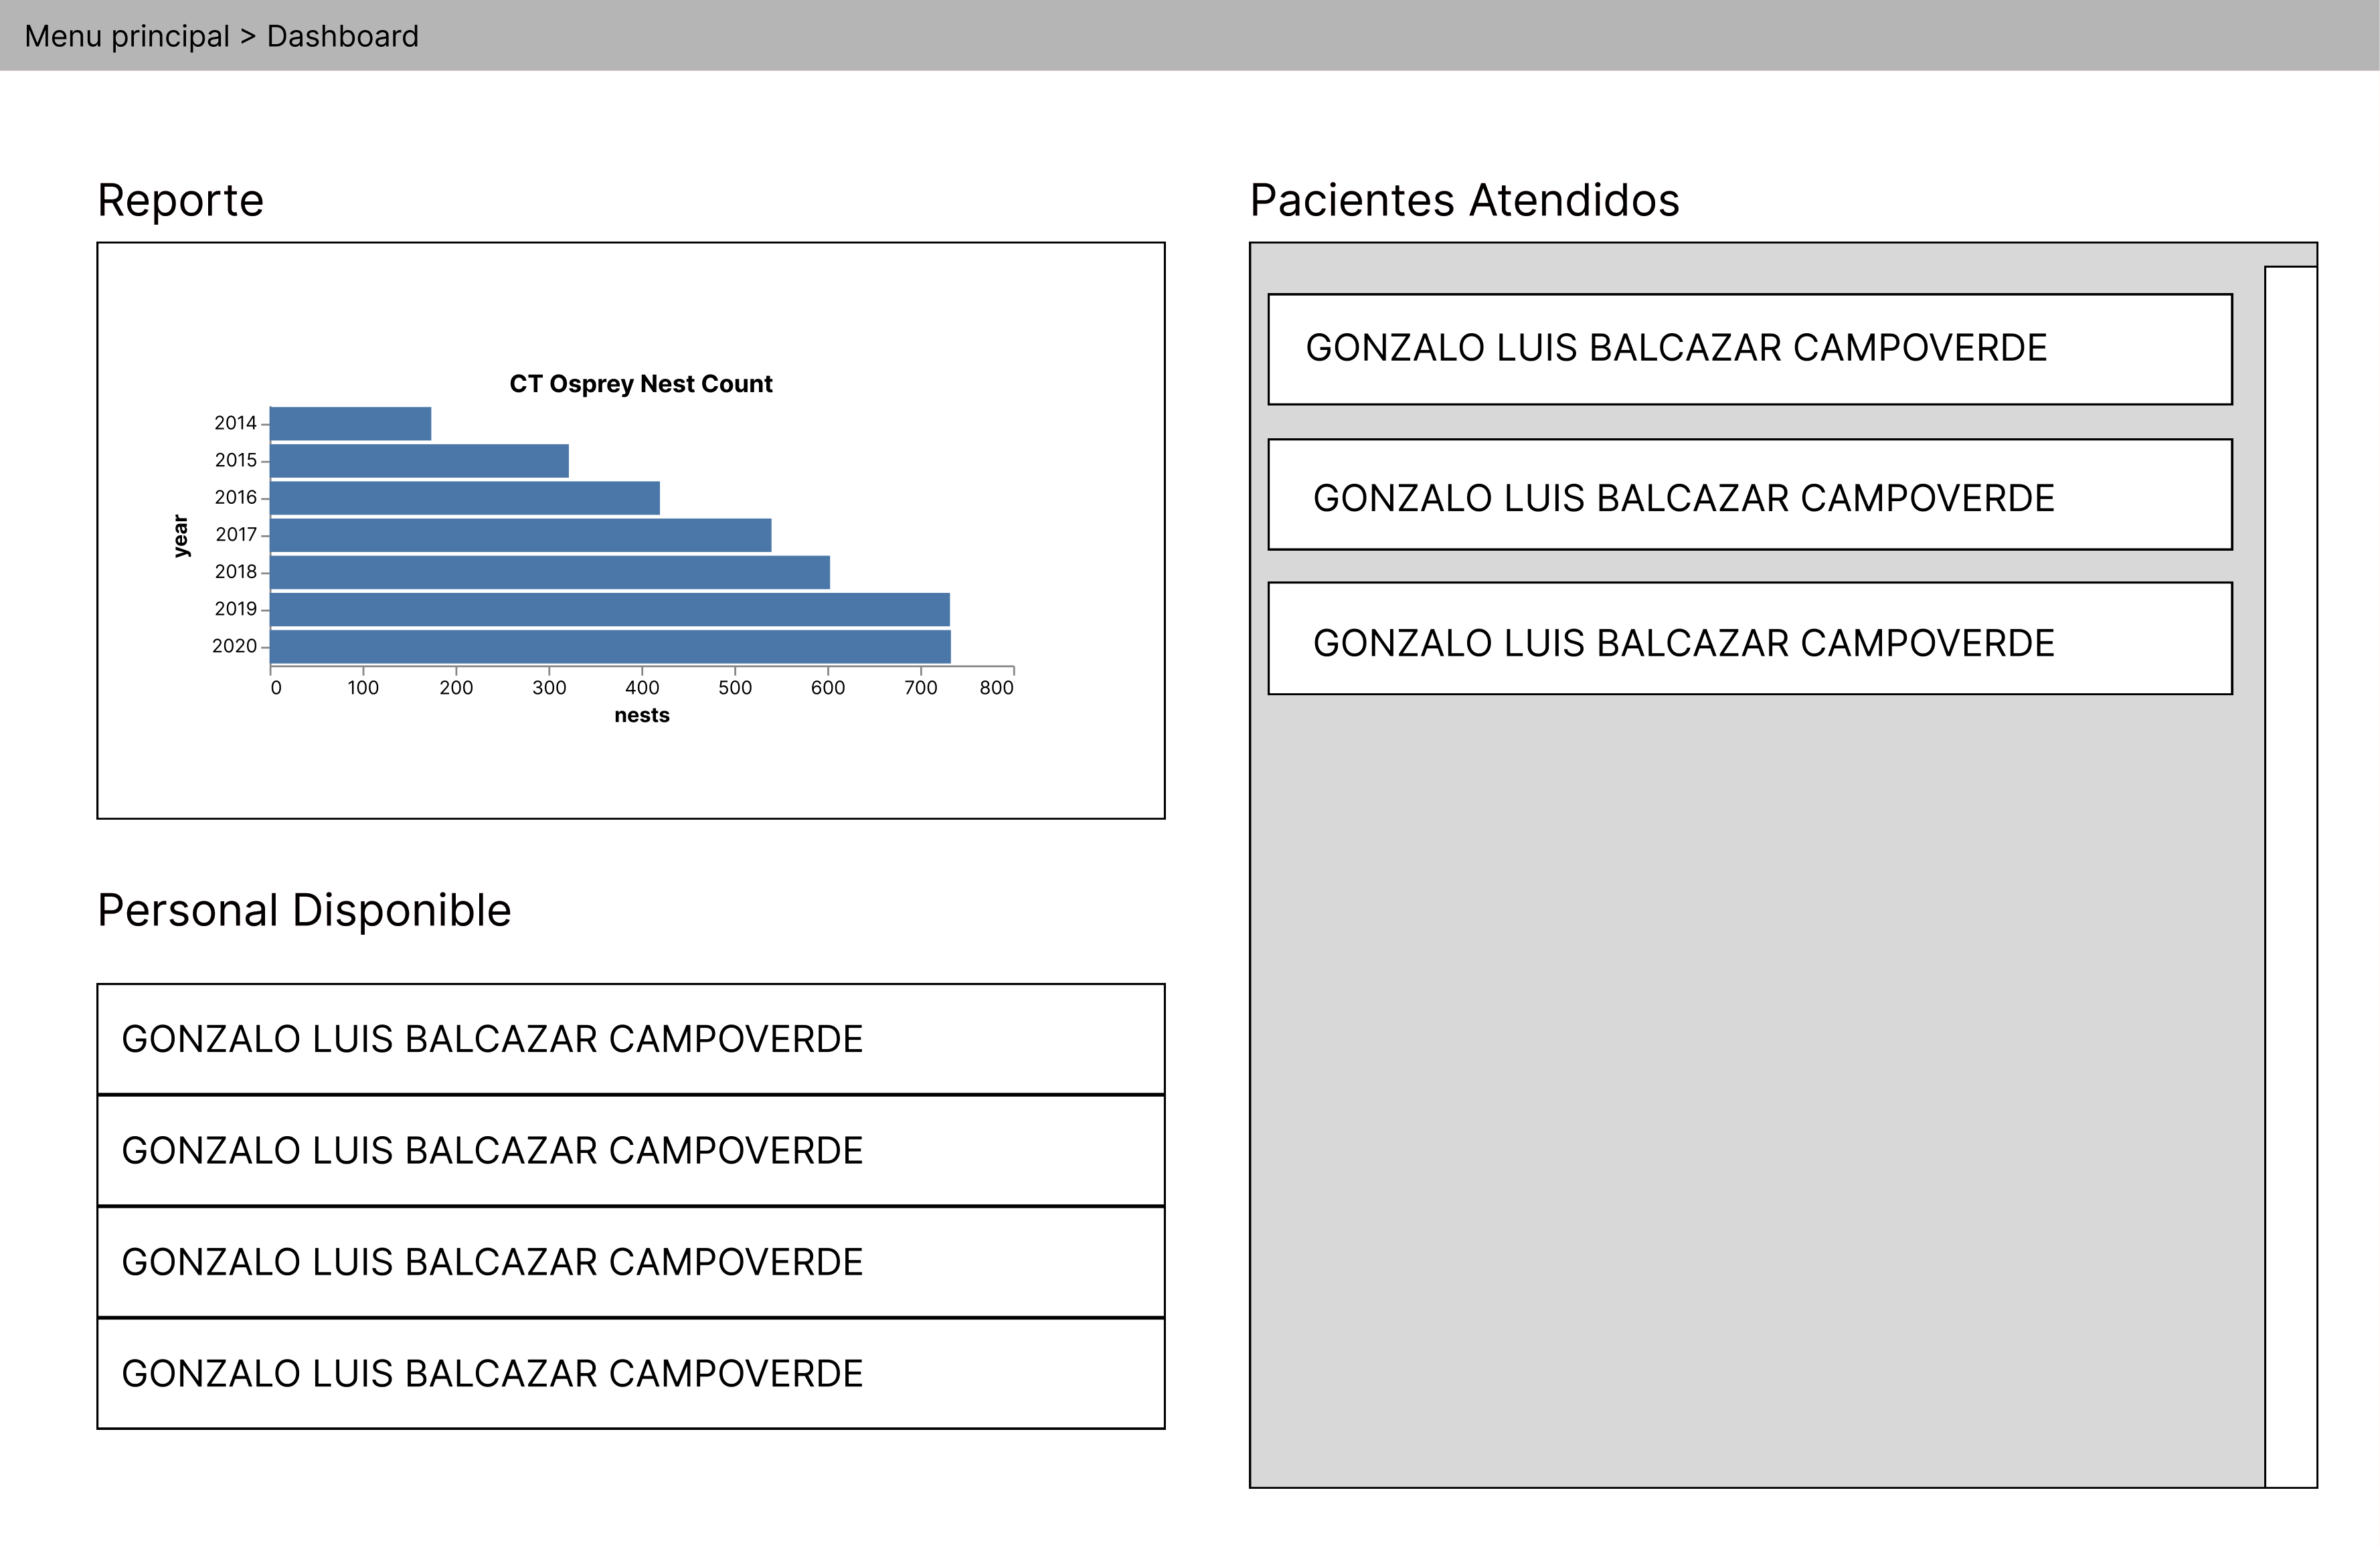 Menu principal > Dashboard
Reporte
CT Osprey Nest Count
year
2014
2015
2016
2017
2018
2019
2020
0 100 200 300 400 500 600 700 800
nests
Personal Disponible
GONZALO LUIS BALCAZAR CAMPOVERDE
GONZALO LUIS BALCAZAR CAMPOVERDE
GONZALO LUIS BALCAZAR CAMPOVERDE
GONZALO LUIS BALCAZAR CAMPOVERDE
Pacientes Atendidos
GONZALO LUIS BALCAZAR CAMPOVERDE
GONZALO LUIS BALCAZAR CAMPOVERDE
GONZALO LUIS BALCAZAR CAMPOVERDE